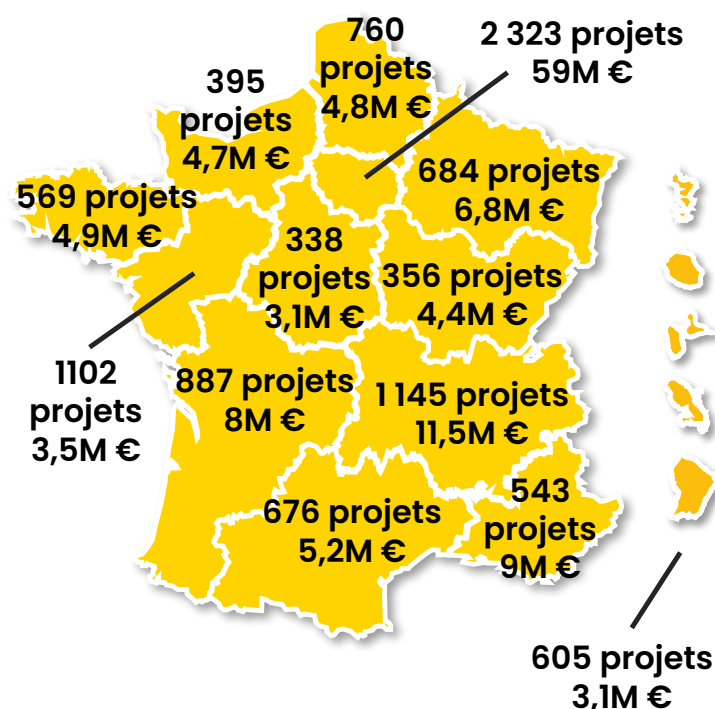 760
projets
4,8M €
2 323 projets
59M €
395
projets
4,7M €
684 projets
6,8M €
569 projets
4,9M €
338
projets
3,1M €
356 projets
4,4M €
1102
projets
3,5M €
887 projets
8M €
1 145 projets
11,5M €
543
projets
9M €
676 projets
5,2M €
605 projets
3,1M €